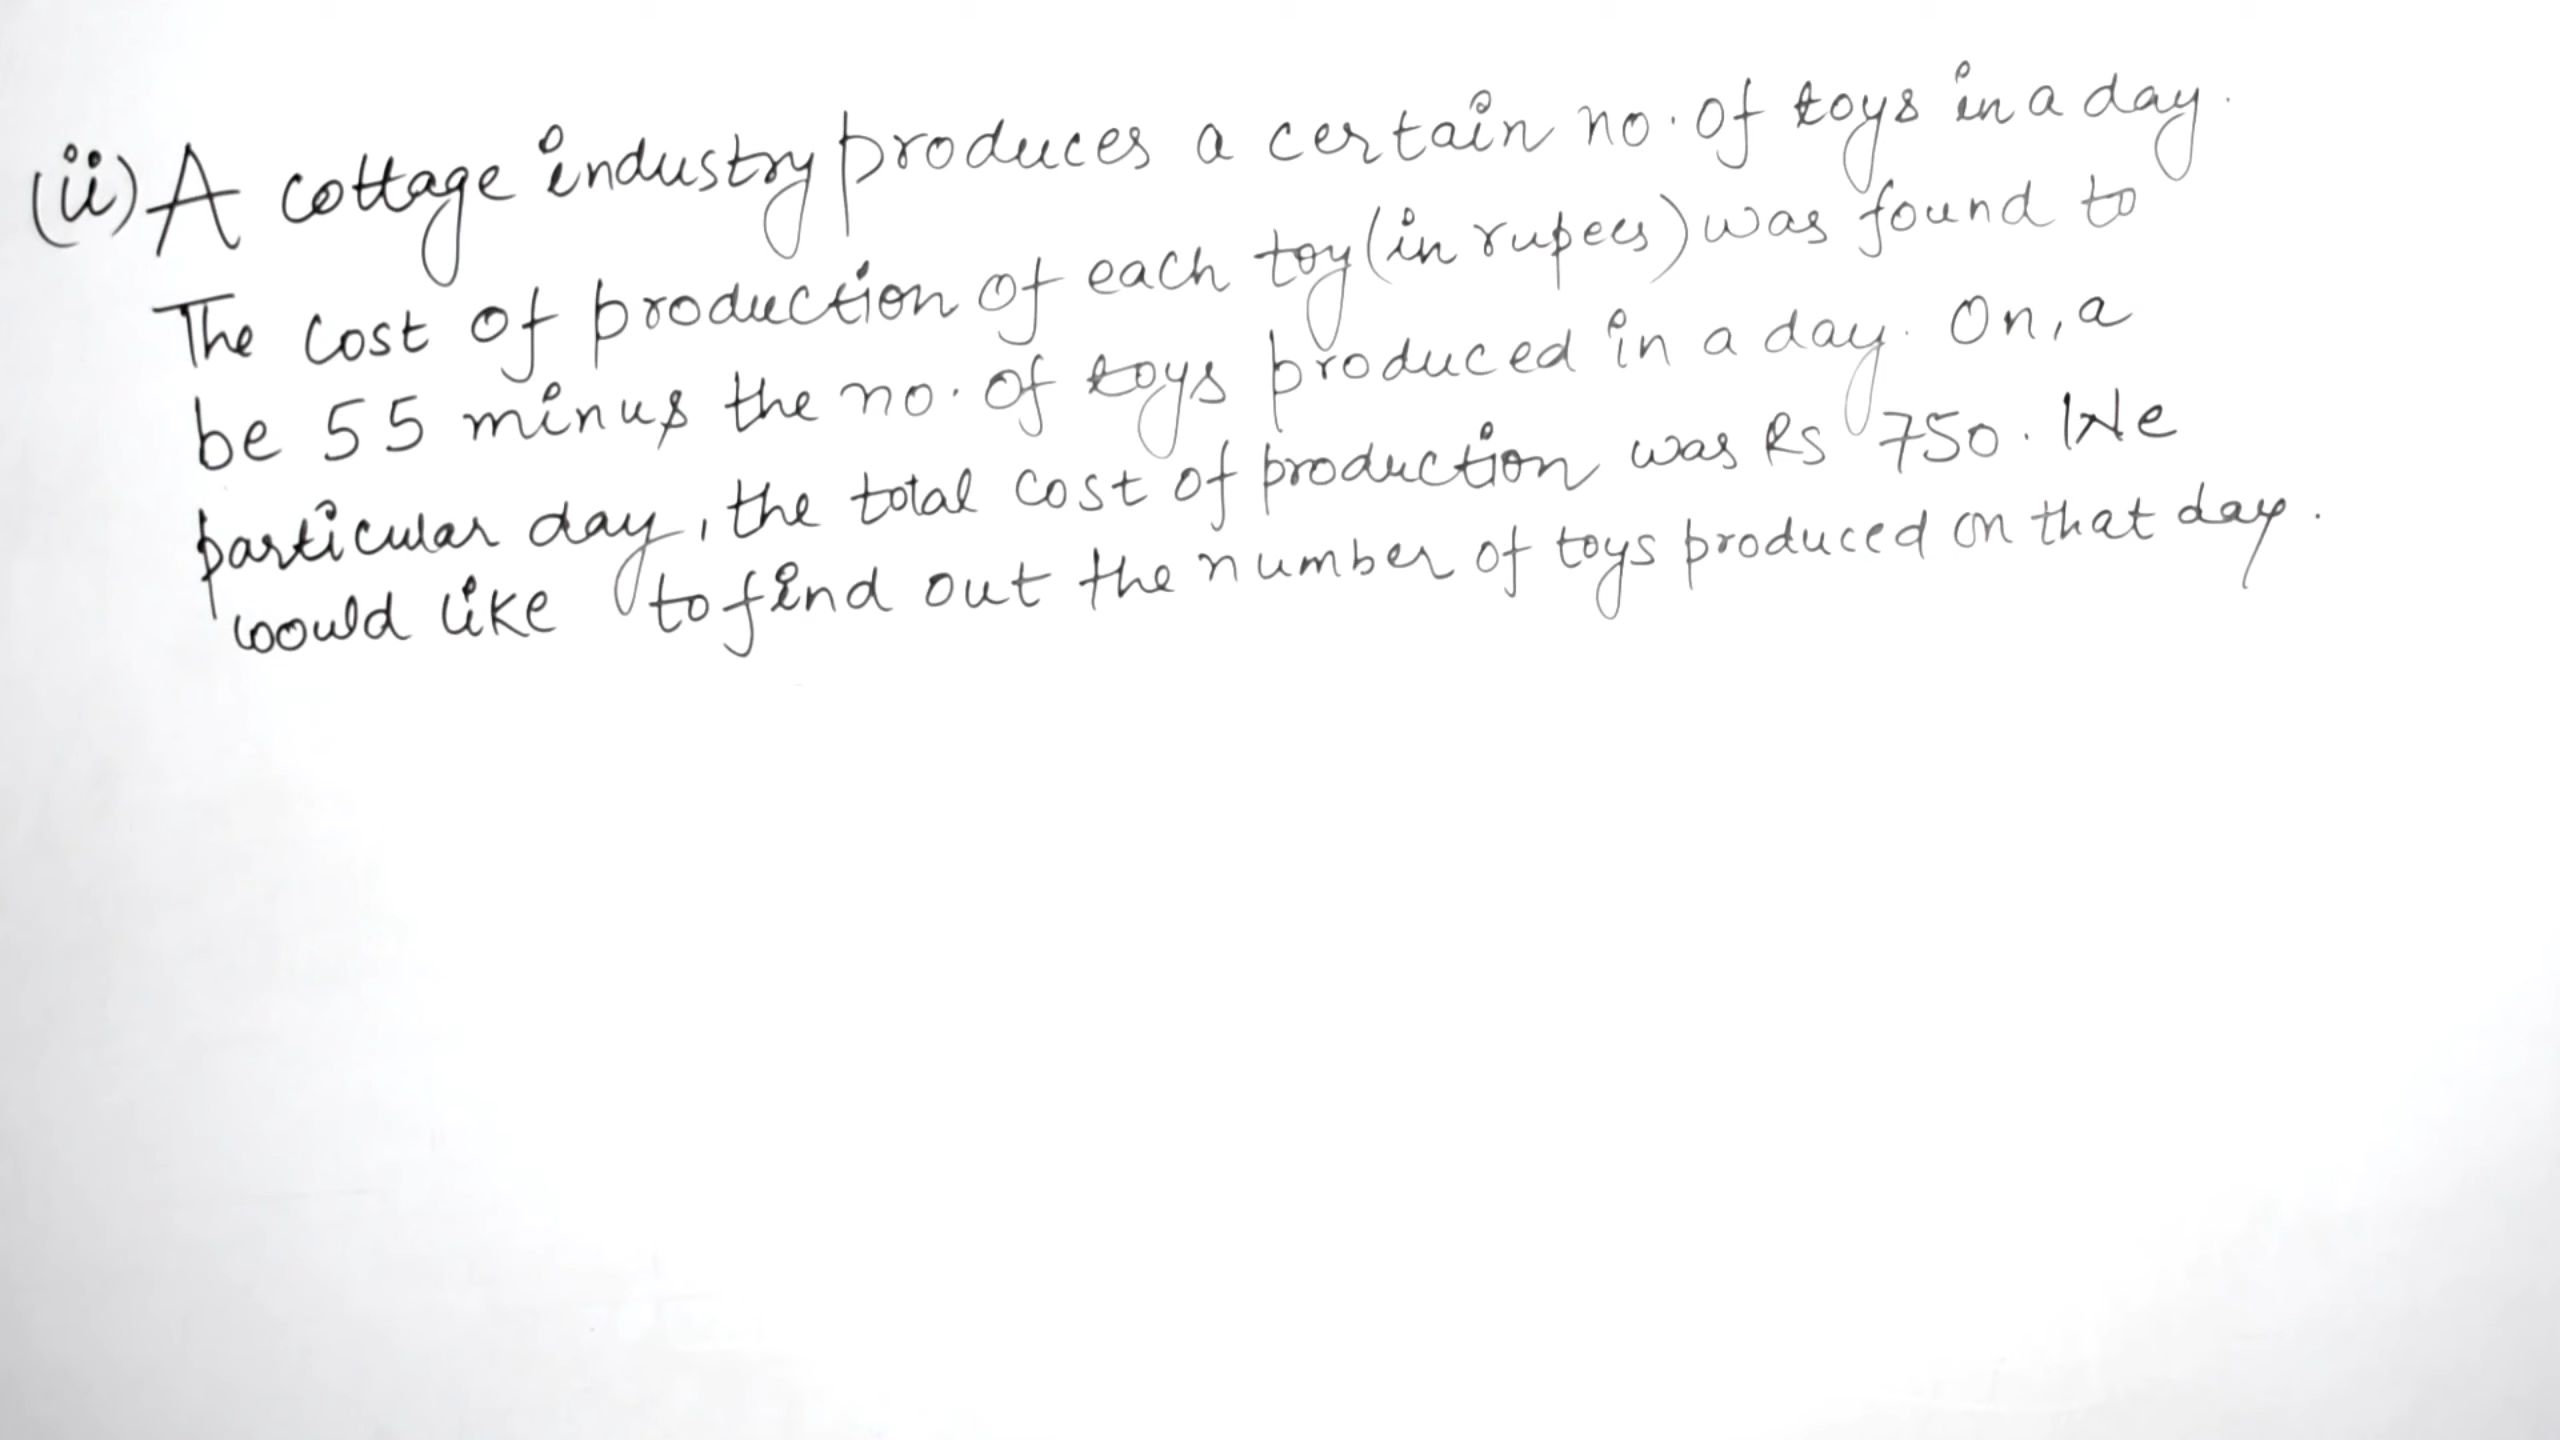 (ii) A cottage industry produces a certain no. of toys in a day.
The cost of production of each toy (in rupees) was found to
be 55 minus the no. of toys produced in a day. On, a
particular day, the total cost of production was Rs 750. We
would like to find out the number of toys produced on that day.